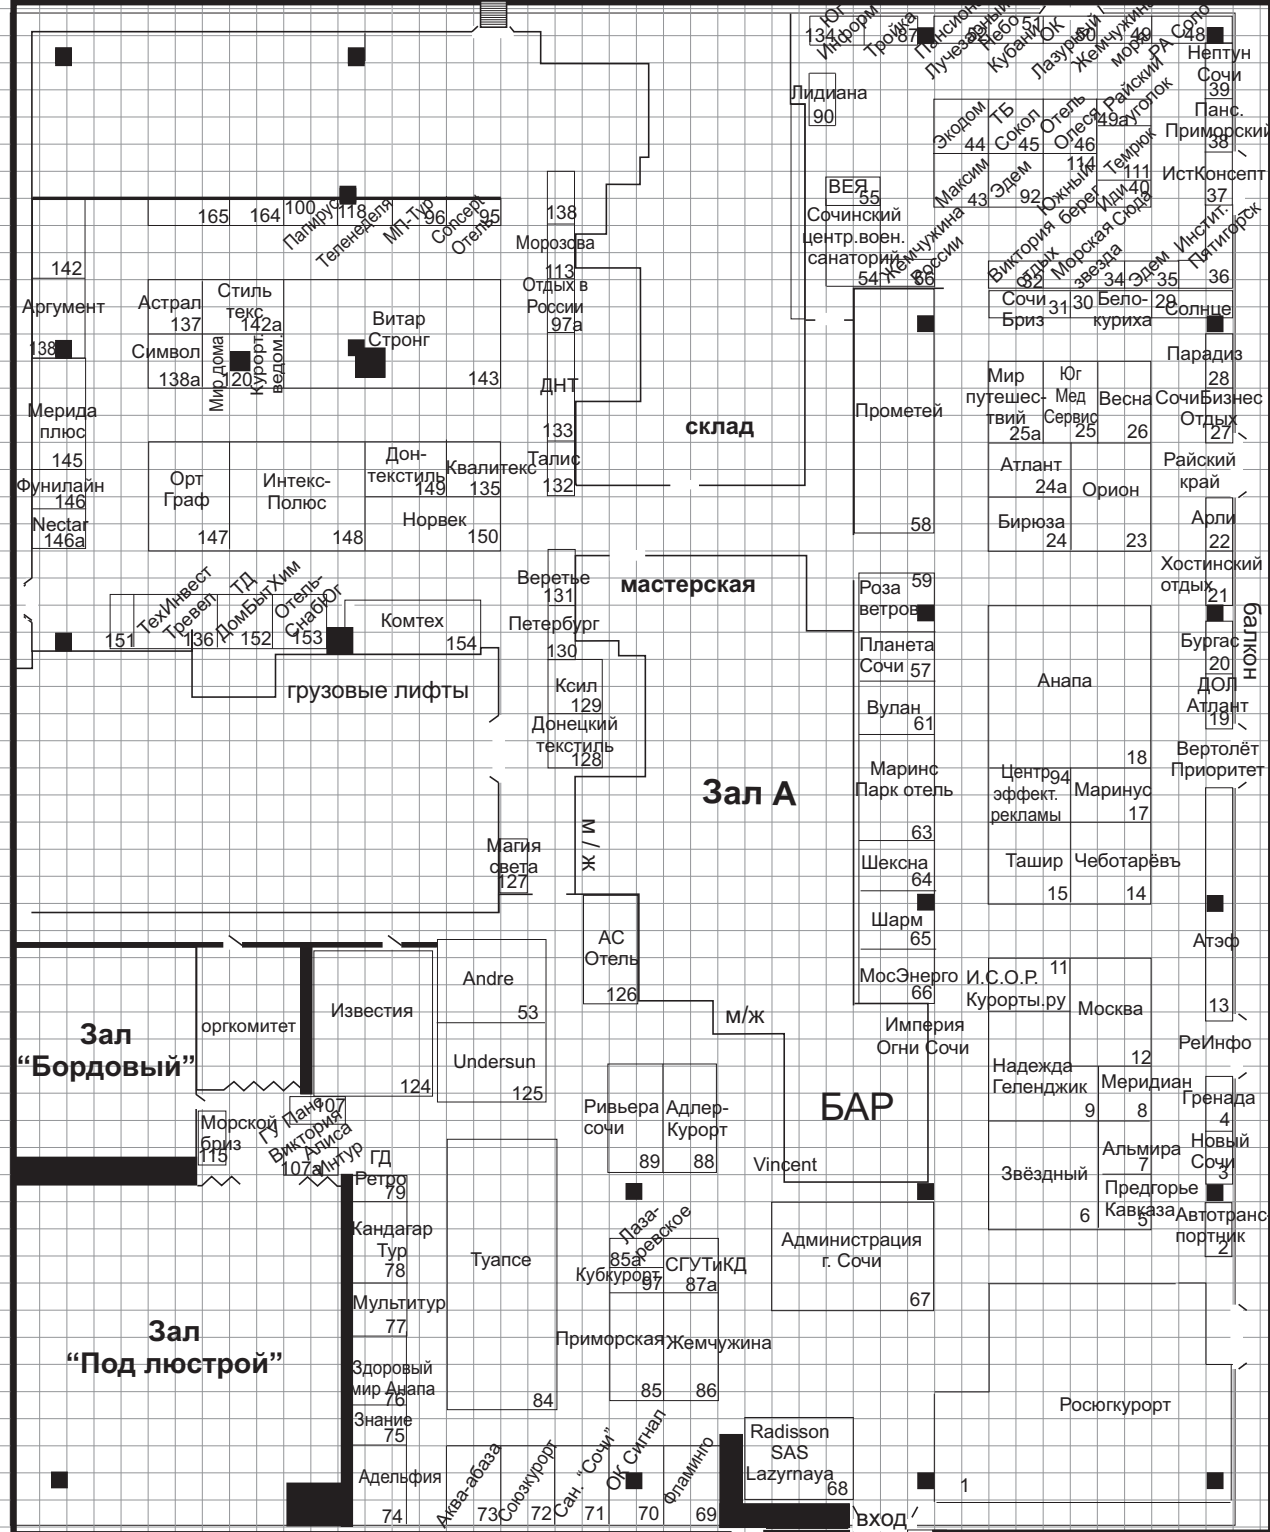 Юг
Информ
134
Тройка
87
Лучезарный
Небо
Кубани
51
ОК
Лазурный
50
Жемчужина
моря
49
РА Соло
48
Нептун
Сочи
39
Лидиана
90
Экодом
44
ТБ
Сокол
45
Отель
Олеся
46
Райский
уголок
49а
Панс.
Приморский
38
Максим
43
Эдем
92
114
Южный
берег
Темрюк
111
40
Иди
Сюда
ИстКонсепт
37
ВЕЯ
55
Сочинский
центр.воен.
санаторий
54
Жемчужина
России
56
Виктория
отдых
32
Морская
звезда
34
Эдем
35
Инстит.
Пятигорск
36
165
164
100
Папирус
118
Теленеделя
МП-Тур
96
Concept
Отель
95
138
Морозова
113
142
Аргумент
138
Астрал
137
Стиль
текс
142а
Витар
Стронг
143
Отдых в
России
97а
Сочи
Бриз
31
30
Бело-
куриха
29
Солнце
Символ
138а
Мир дома
120
Курорт.
ведом.
ДНТ
133
Прометей
58
Парадиз
28
Мир
путешес-
твий
25а
Юг
Мед
Сервис
25
Весна
26
СочиБизнес
Отдых
27
Мерида
плюс
145
склад
Орт
Граф
147
Интекс-
Полюс
148
Дон-
текстиль
149
Квалитекс
135
Талис
132
Атлант
24а
Орион
23
Райский
край
Фунилайн
146
Nectar
146а
Норвек
150
Бирюза
24
Арли
22
Веретье
131
мастерская
Роза
ветров
59
Хостинский
отдых
21
151
ТехИнвест
Тревел
136
ТД
ДомБытХим
152
Отель-
СнабЮг
153
Комтех
154
Петербург
130
Планета
Сочи
57
Анапа
18
Бургас
20
балкон
грузовые лифты
Ксил
129
Вулан
61
ДОЛ
Атлант
19
Донецкий
текстиль
128
Вертолёт
Приоритет
Зал А
Маринс
Парк отель
63
Центр
эффект.
рекламы
94
Маринус
17
Магия
света
127
м / ж
Шексна
64
Ташир
15
Чеботарёвъ
14
Шарм
65
АС
Отель
126
Атэф
13
Andre
53
МосЭнерго
66
И.С.О.Р.
Курорты.ру
11
Москва
12
Известия
124
Зал
“Бордовый”
оргкомитет
м/ж
Империя
Огни Сочи
РеИнфо
Undersun
125
Надежда
Геленджик
9
Меридиан
8
Гренада
4
Морской
бриз
115
107
ГУ Панс
Виктория
Алиса
Интур
107а
Ривьера
сочи
89
Адлер-
Курорт
88
БАР
Vincent
Звёздный
6
Альмира
7
Новый
Сочи
3
ГД
Ретро
79
Предгорье
Кавказа
5
Автотранс-
портник
2
Кандагар
Тур
78
Туапсе
84
Лаза-
ревское
85а
Кубкурорт
97
СГУТиКД
87а
Администрация
г. Сочи
67
Мультитур
77
Зал
“Под люстрой”
Приморская
85
Жемчужина
86
Здоровый
мир Анапа
76
Росюгкурорт
1
Знание
75
Адельфия
74
Аква-абаза
73
Союзкурорт
72
Сан. “Сочи”
71
ОК Сигнал
70
Фламинго
69
Radisson
SAS
Lazyrnaya
68
вход